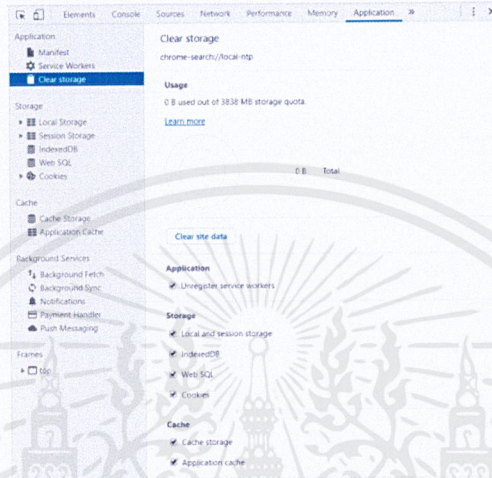 Elements Console Sources Network Performance Memory Application »
Application
Manifest
Service Workers
Clear storage
Storage
Local Storage
Session Storage
IndexedDB
Web SQL
Cookies
Cache
Cache Storage
Application Cache
Background Services
Background Fetch
Background Sync
Notifications
Payment Handler
Push Messaging
Frames
top
Clear storage
chrome-search://local-ntp
Usage
0 B used out of 3838 MB storage quota
Learn more
0 B Total
Clear site data
Application
Unregister service workers
Storage
Local and session storage
IndexedDB
Web SQL
Cookies
Cache
Cache storage
Application cache